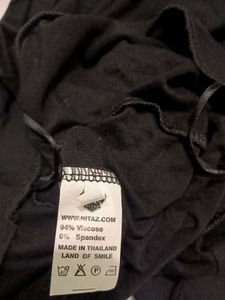 WWW.NITAZ.COM
94% Viscose
6% Spandex
MADE IN THAILAND
LAND OF SMILE